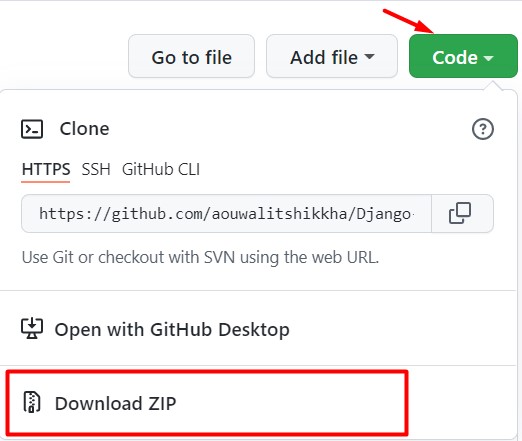 Go to file Add file Code
Clone
HTTPS SSH GitHub CLI
https://github.com/aouwalitshikkha/Django-
Use Git or checkout with SVN using the web URL.
Open with GitHub Desktop
Download ZIP